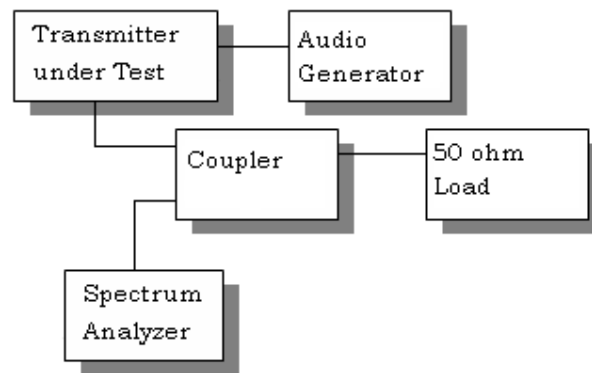 Transmitter
under Test
Audio
Generator
Coupler
50 ohm
Load
Spectrum
Analyzer